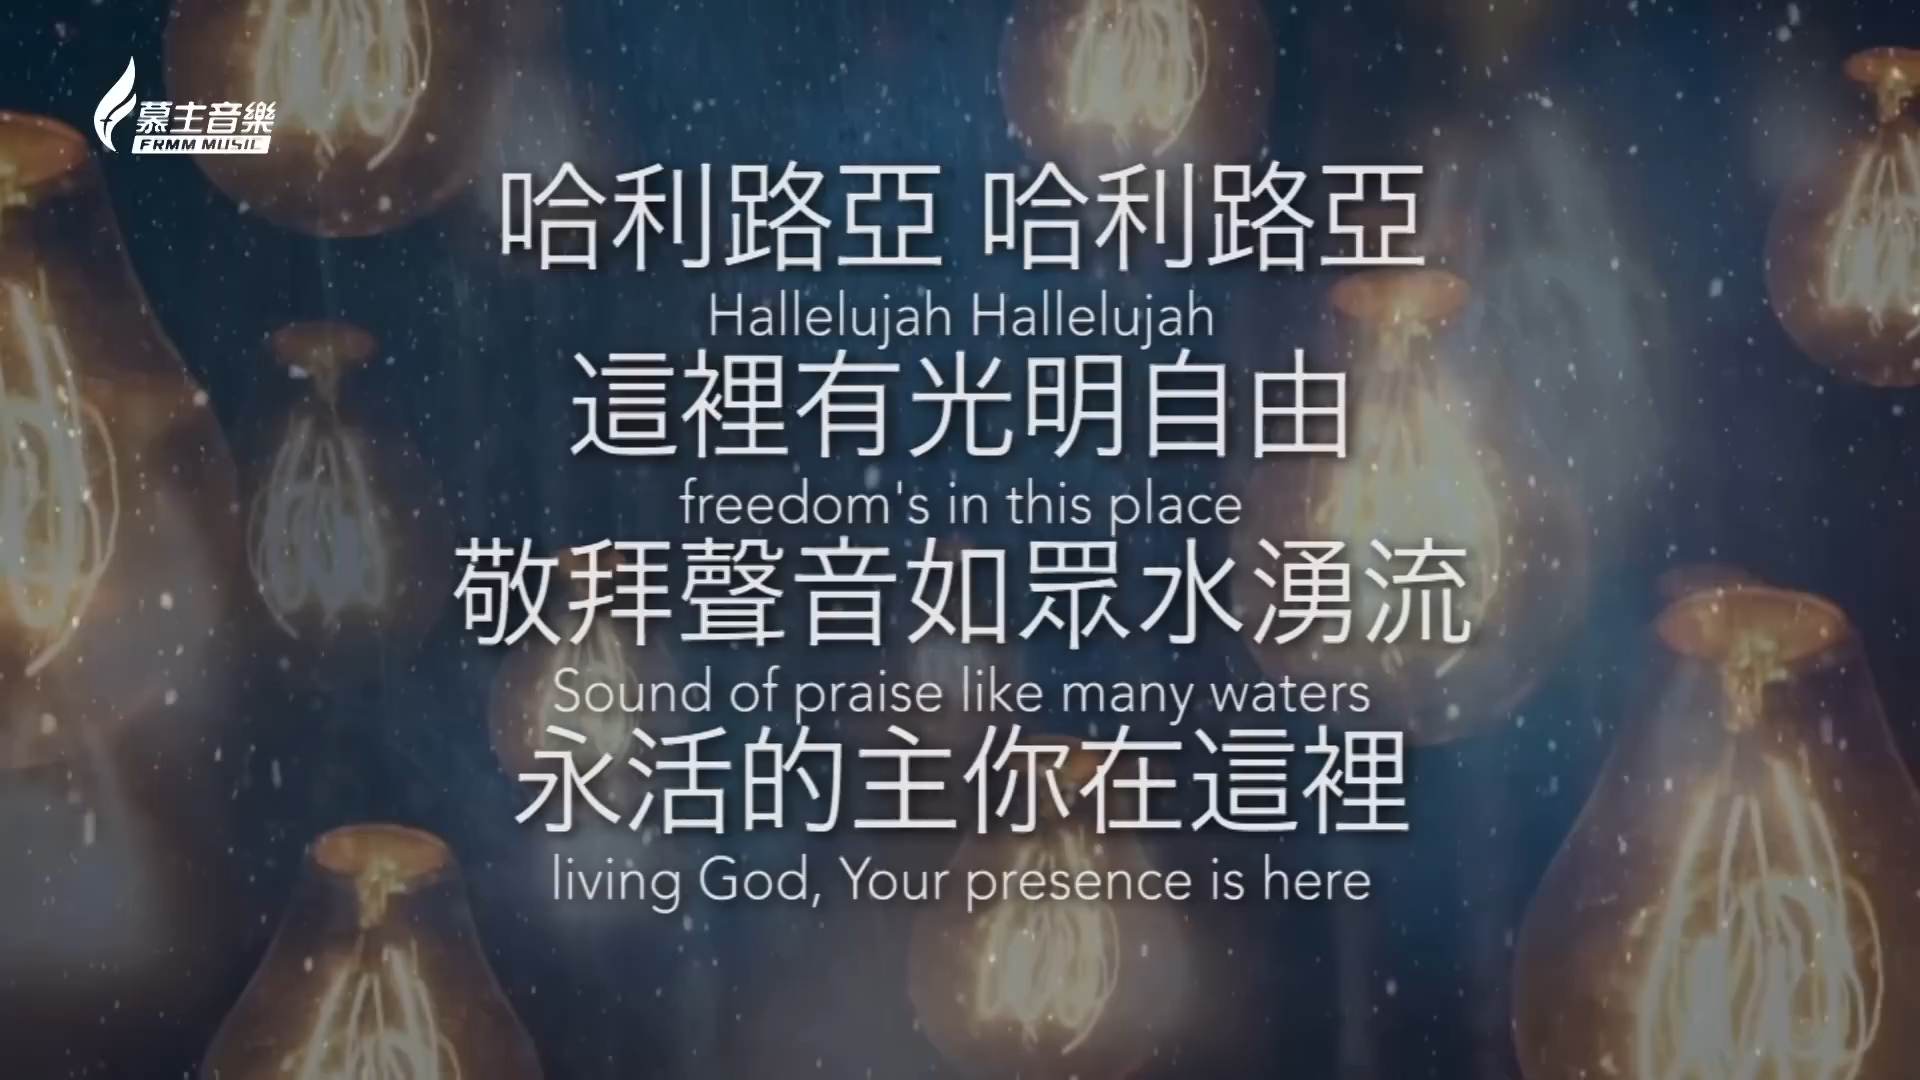 慕主音樂
FRMM MUSIC
哈利路亞 哈利路亞
Hallelujah Hallelujah
這裡有光明自由
freedom's in this place
敬拜聲音如眾水湧流
Sound of praise like many waters
永活的主你在這裡
living God, Your presence is here